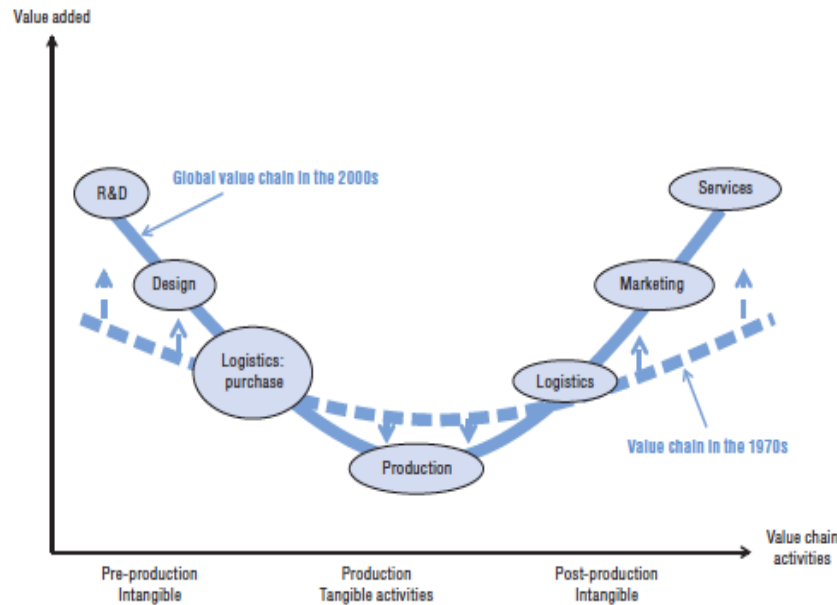 Value added
R&D
Global value chain in the 2000s
Services
Design
Marketing
Logistics:
purchase
Logistics
Value chain in the 1970s
Production
Value chain
activities
Pre-production
Intangible
Production
Tangible activities
Post-production
Intangible